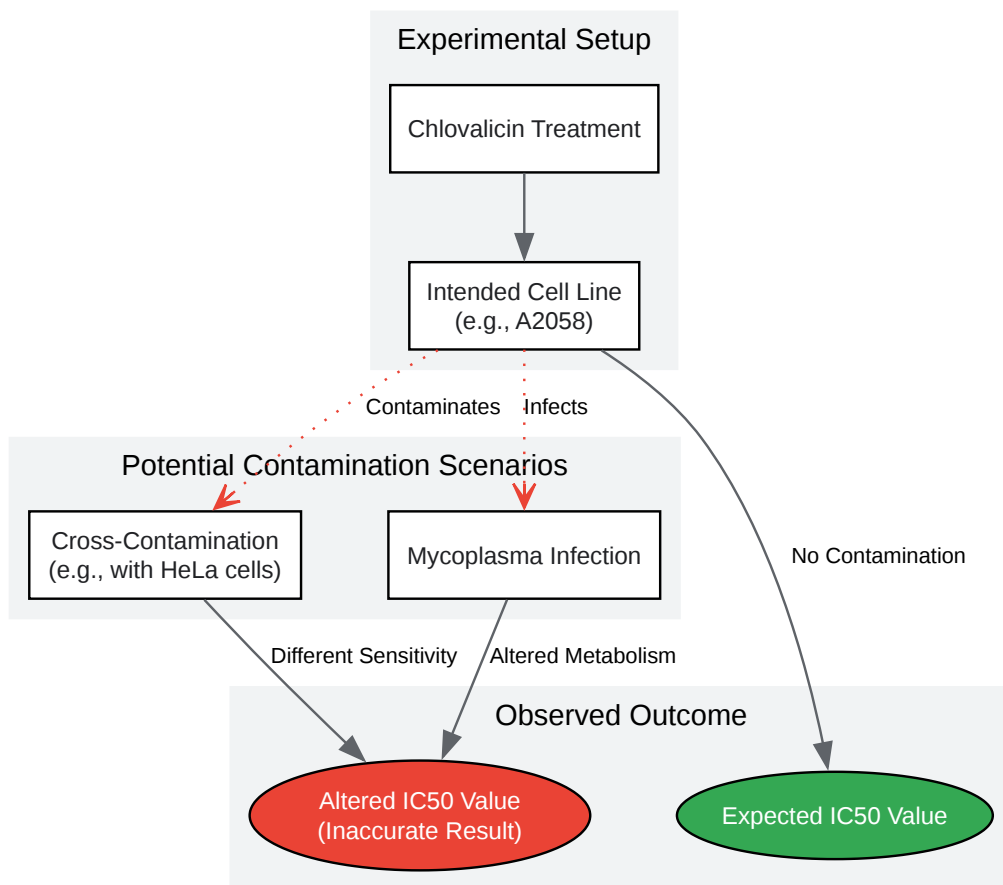 Experimental Setup
Chlovalicin Treatment
Intended Cell Line
(e.g., A2058)
Contaminates
Infects
Potential Contamination Scenarios
Cross-Contamination
(e.g., with HeLa cells)
Mycoplasma Infection
No Contamination
Different Sensitivity
Altered Metabolism
Observed Outcome
Altered IC50 Value
(Inaccurate Result)
Expected IC50 Value